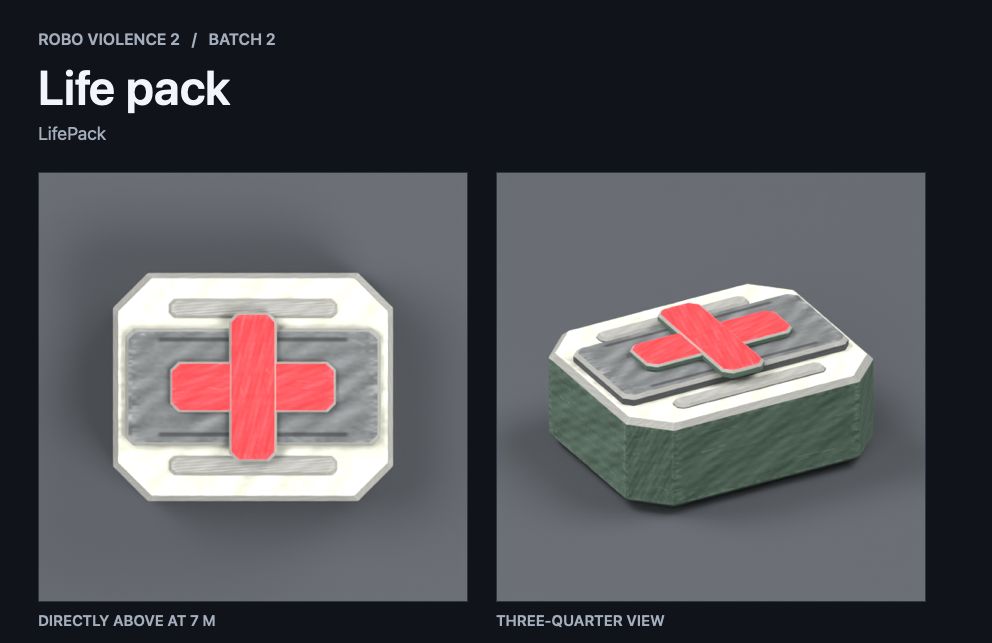 ROBO VIOLENCE 2 / BATCH 2
Life pack
LifePack
DIRECTLY ABOVE AT 7 M
THREE-QUARTER VIEW